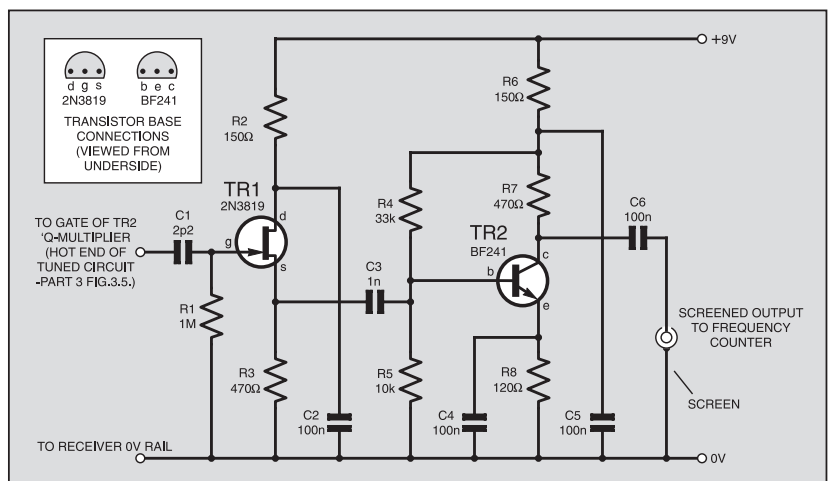 +9V
d g s
b e c
2N3819
BF241
TRANSISTOR BASE
CONNECTIONS
(VIEWED FROM
UNDERSIDE)
R2
150Ω
R6
150Ω
TR1
2N3819
d
g
s
R4
33k
R7
470Ω
C6
100n
TO GATE OF TR2
'Q-MULTIPLIER
(HOT END OF
TUNED CIRCUIT
-PART 3 FIG.3.5.)
C1
2p2
TR2
BF241
b
c
e
C3
1n
R1
1M
SCREENED OUTPUT
TO FREQUENCY
COUNTER
SCREEN
R3
470Ω
C2
100n
R5
10k
C4
100n
R8
120Ω
C5
100n
TO RECEIVER 0V RAIL
0V